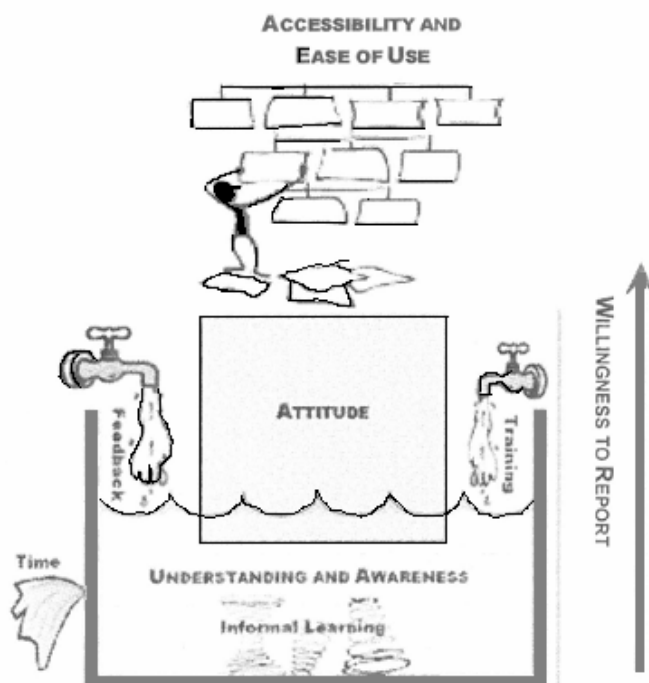 ACCESSIBILITY AND
EASE OF USE
ATTITUDE
Feedback
Training
WILLINGNESS TO REPORT
Time
UNDERSTANDING AND AWARENESS
Informal Learning